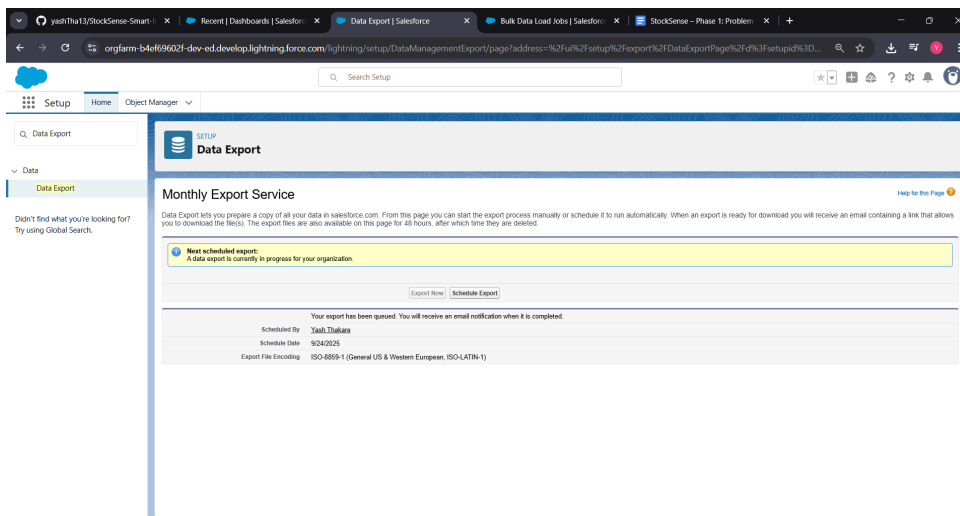 yashTha13/StockSense-Smart-I
Recent | Dashboards | Salesforc
Data Export | Salesforce
Bulk Data Load Jobs | Salesforc
StockSense – Phase 1: Problem
orgfarm-b4ef69602f-dev-ed.develop.lightning.force.com/lightning/setup/DataManagementExport/page?address=%2Fui%2Fsetup%2Fexport%2FDataExportPage%2Fd%3Fsetupid%3D...
Y
Search Setup
Setup
Home
Object Manager
Data Export
SETUP
Data Export
Data
Data Export
Didn't find what you're looking for?
Try using Global Search.
Monthly Export Service
Help for this Page
Data Export lets you prepare a copy of all your data in salesforce.com. From this page you can start the export process manually or schedule it to run automatically. When an export is ready for download you will receive an email containing a link that allows
you to download the file(s). The export files are also available on this page for 48 hours, after which time they are deleted.
Next scheduled export:
A data export is currently in progress for your organization.
Export Now
Schedule Export
Your export has been queued. You will receive an email notification when it is completed.
Scheduled By Yash Thakare
Schedule Date 9/24/2025
Export File Encoding ISO-8859-1 (General US & Western European, ISO-LATIN-1)